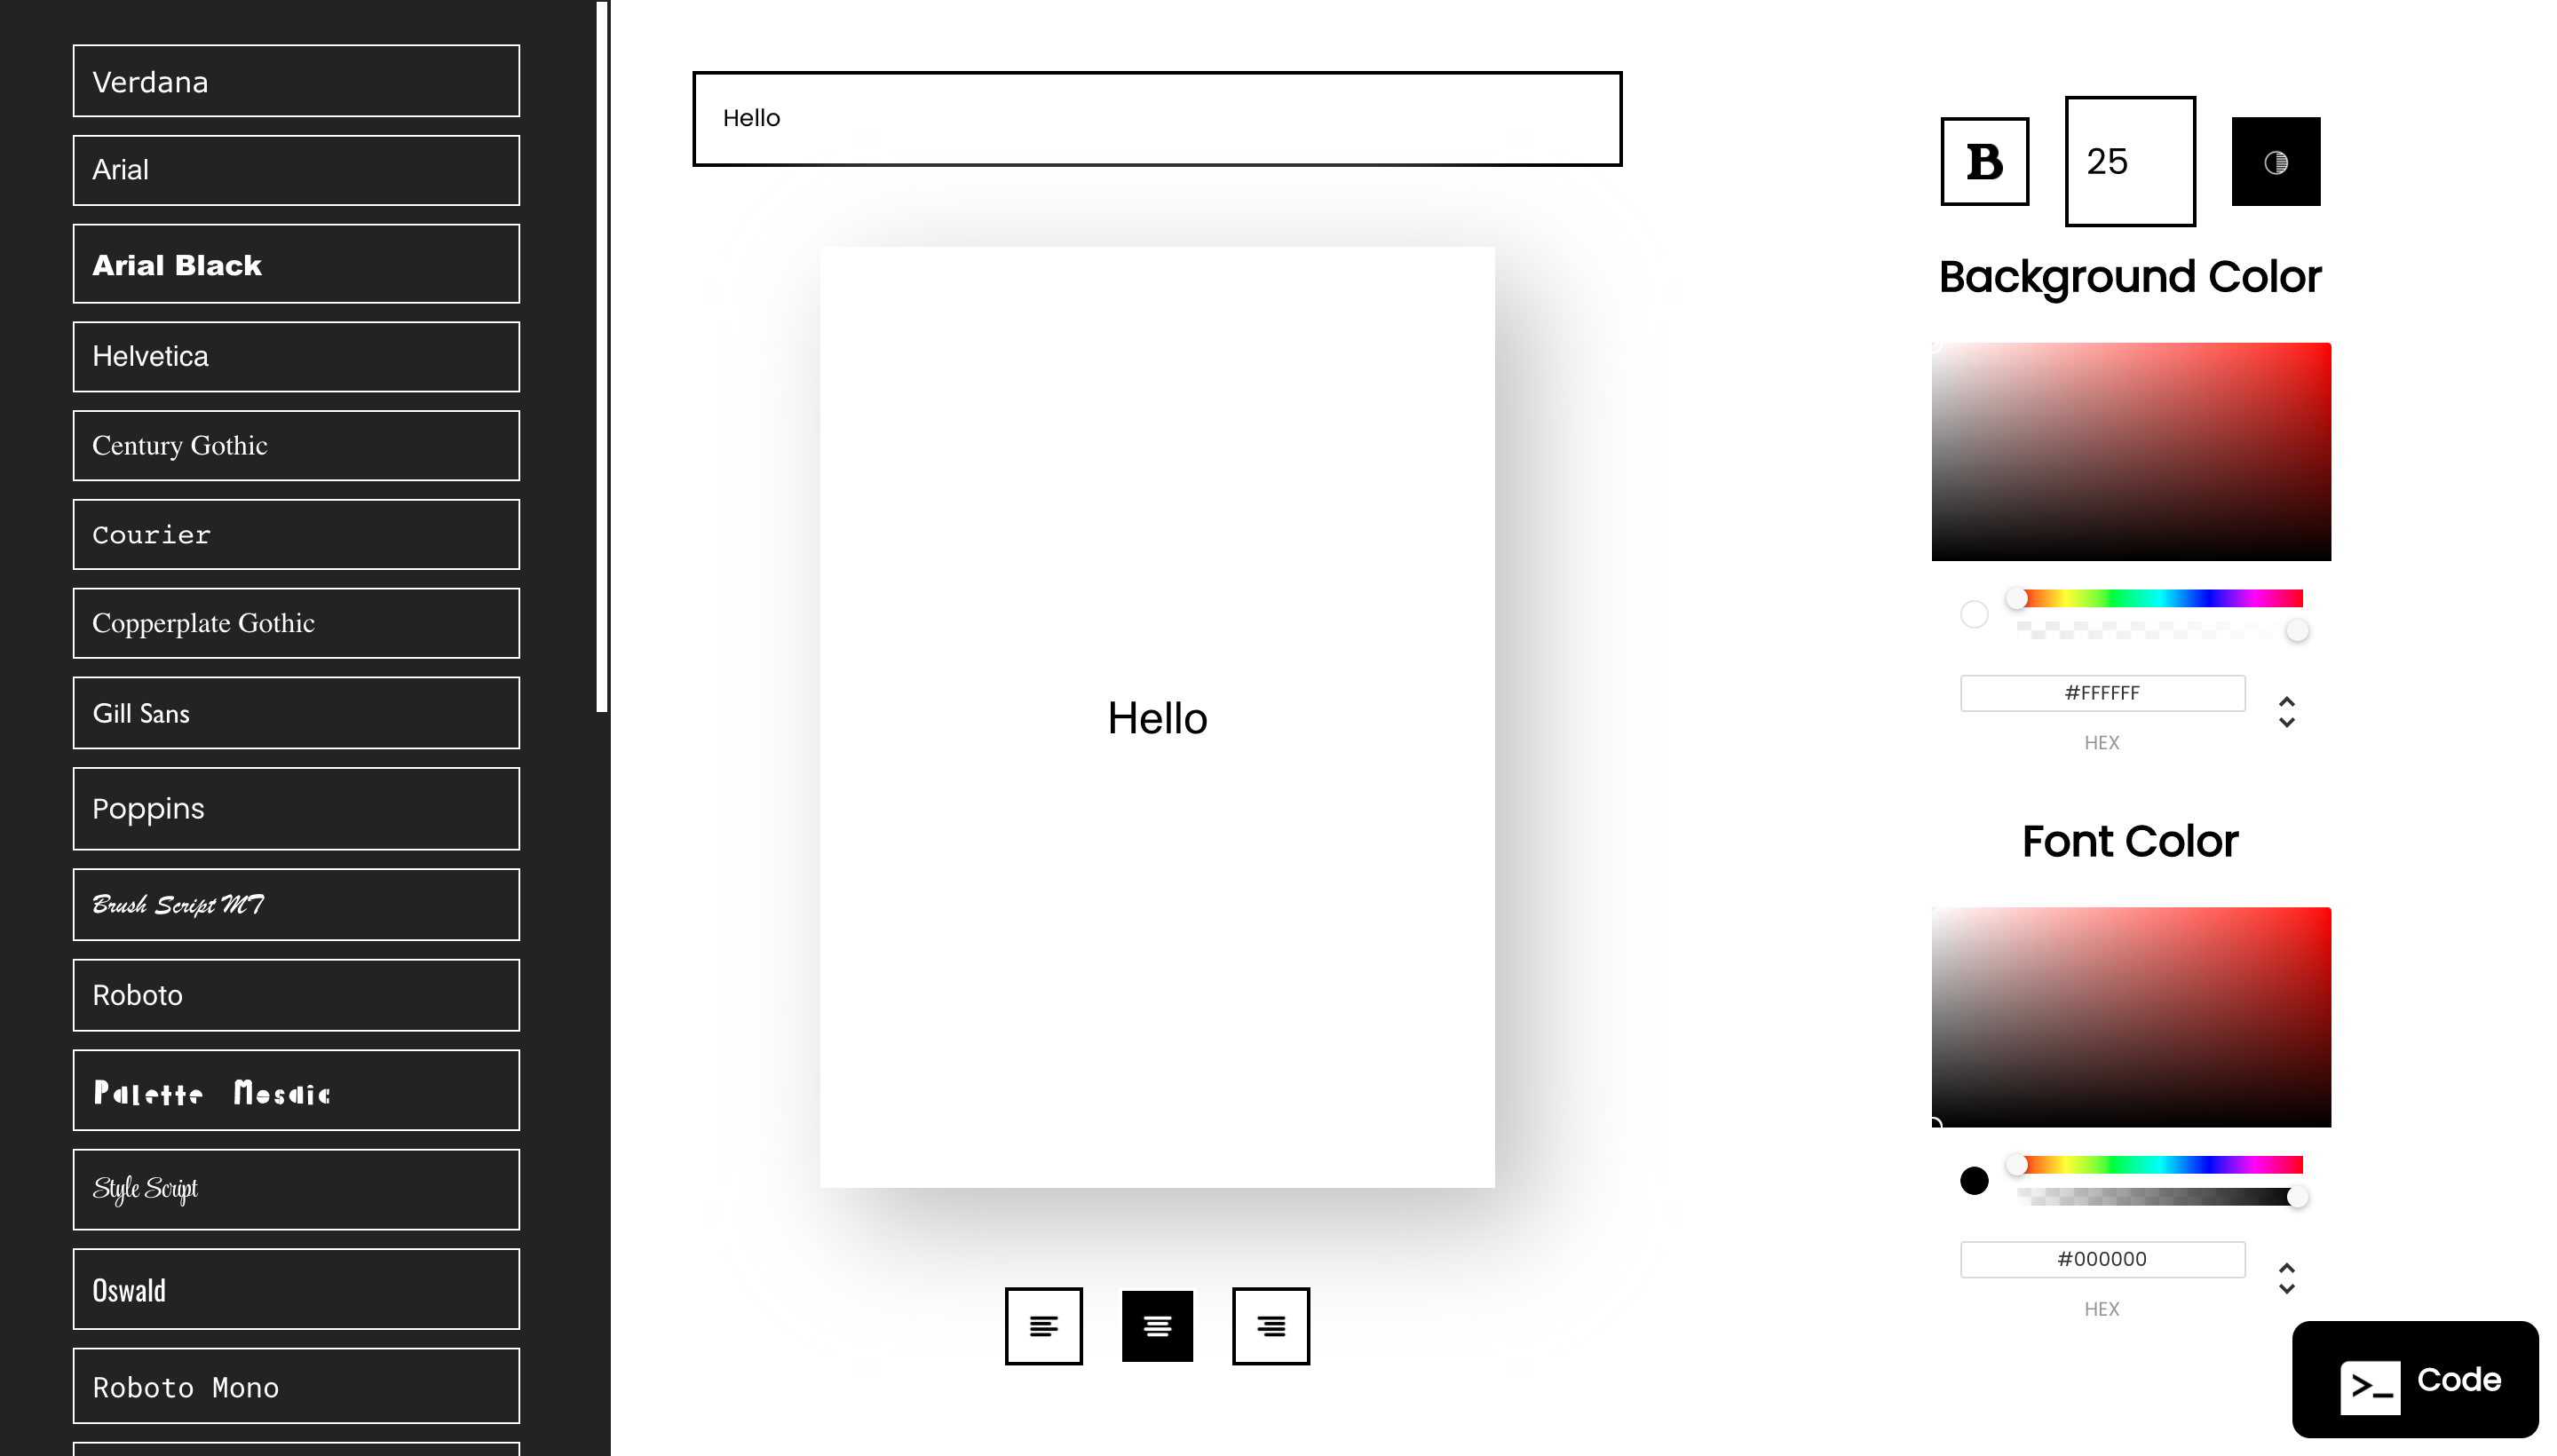 Verdana
Arial
Arial Black
Helvetica
Century Gothic
Courier
Copperplate Gothic
Gill Sans
Poppins
Brush Script MT
Roboto
Palette Mosaic
Style Script
Oswald
Roboto Mono
Hello
Hello
B
25
Background Color
#FFFFFF
HEX
Font Color
#000000
HEX
>_ Code